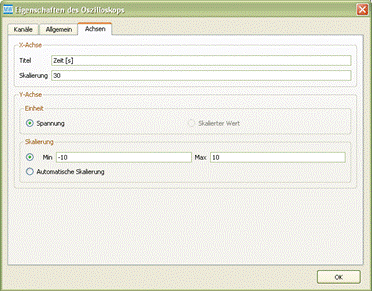 Eigenschaften des Oszilloskops
Kanäle Allgemein Achsen
X-Achse
Titel Zeit [s]
Skalierung 30
Y-Achse
Einheit
Spannung Skalierter Wert
Skalierung
Min -10 Max 10
Automatische Skalierung
OK